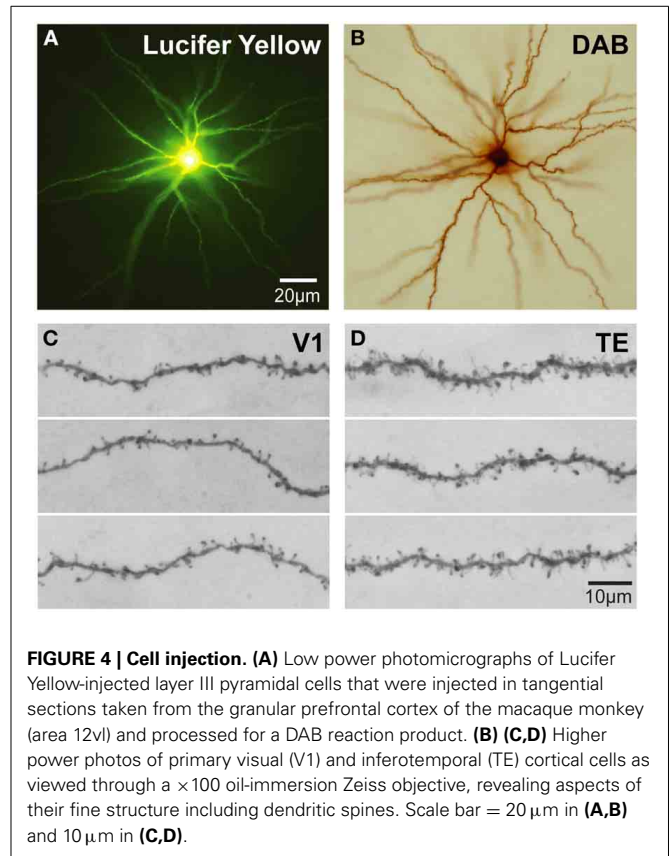 A
Lucifer Yellow
B
DAB
20µm
C
V1
D
TE
10µm
FIGURE 4 | Cell injection. (A) Low power photomicrographs of Lucifer
Yellow-injected layer III pyramidal cells that were injected in tangential
sections taken from the granular prefrontal cortex of the macaque monkey
(area 12vl) and processed for a DAB reaction product. (B) (C,D) Higher
power photos of primary visual (V1) and inferotemporal (TE) cortical cells as
viewed through a ×100 oil-immersion Zeiss objective, revealing aspects of
their fine structure including dendritic spines. Scale bar = 20 µm in (A,B)
and 10 µm in (C,D).